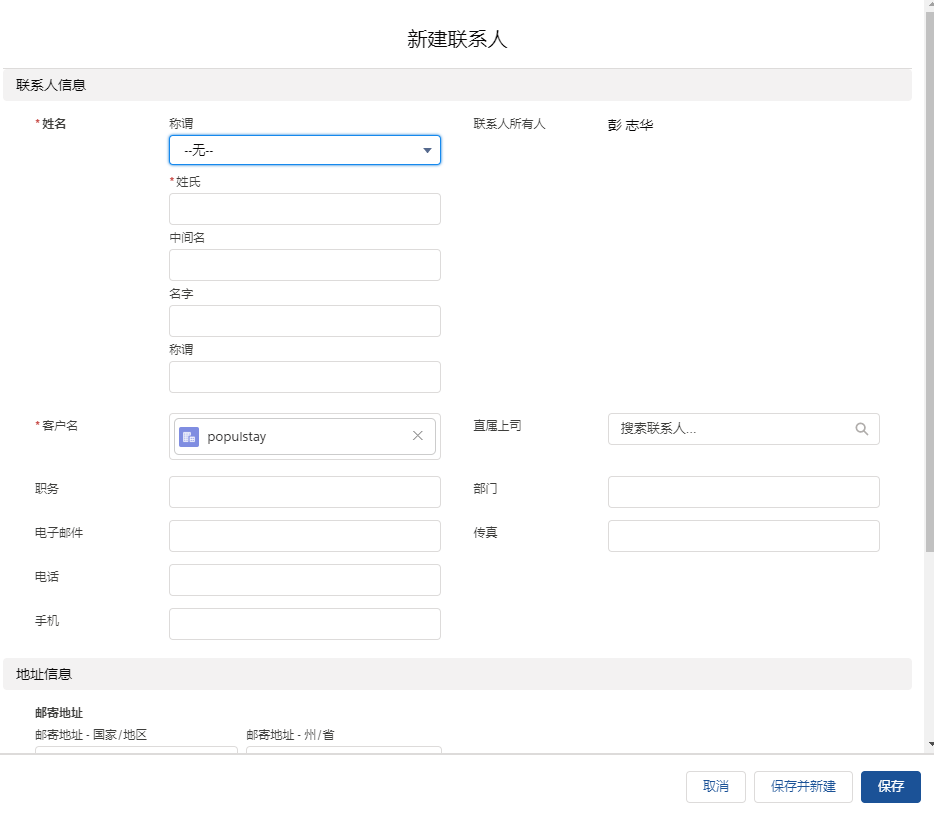 新建联系人
联系人信息
*姓名
称谓
联系人所有人
彭 志华
--无--
*姓氏
中间名
名字
称谓
*客户名
populstay
直属上司
搜索联系人...
职务
部门
电子邮件
传真
电话
手机
地址信息
邮寄地址
邮寄地址 - 国家/地区
邮寄地址 - 州/省
取消
保存并新建
保存